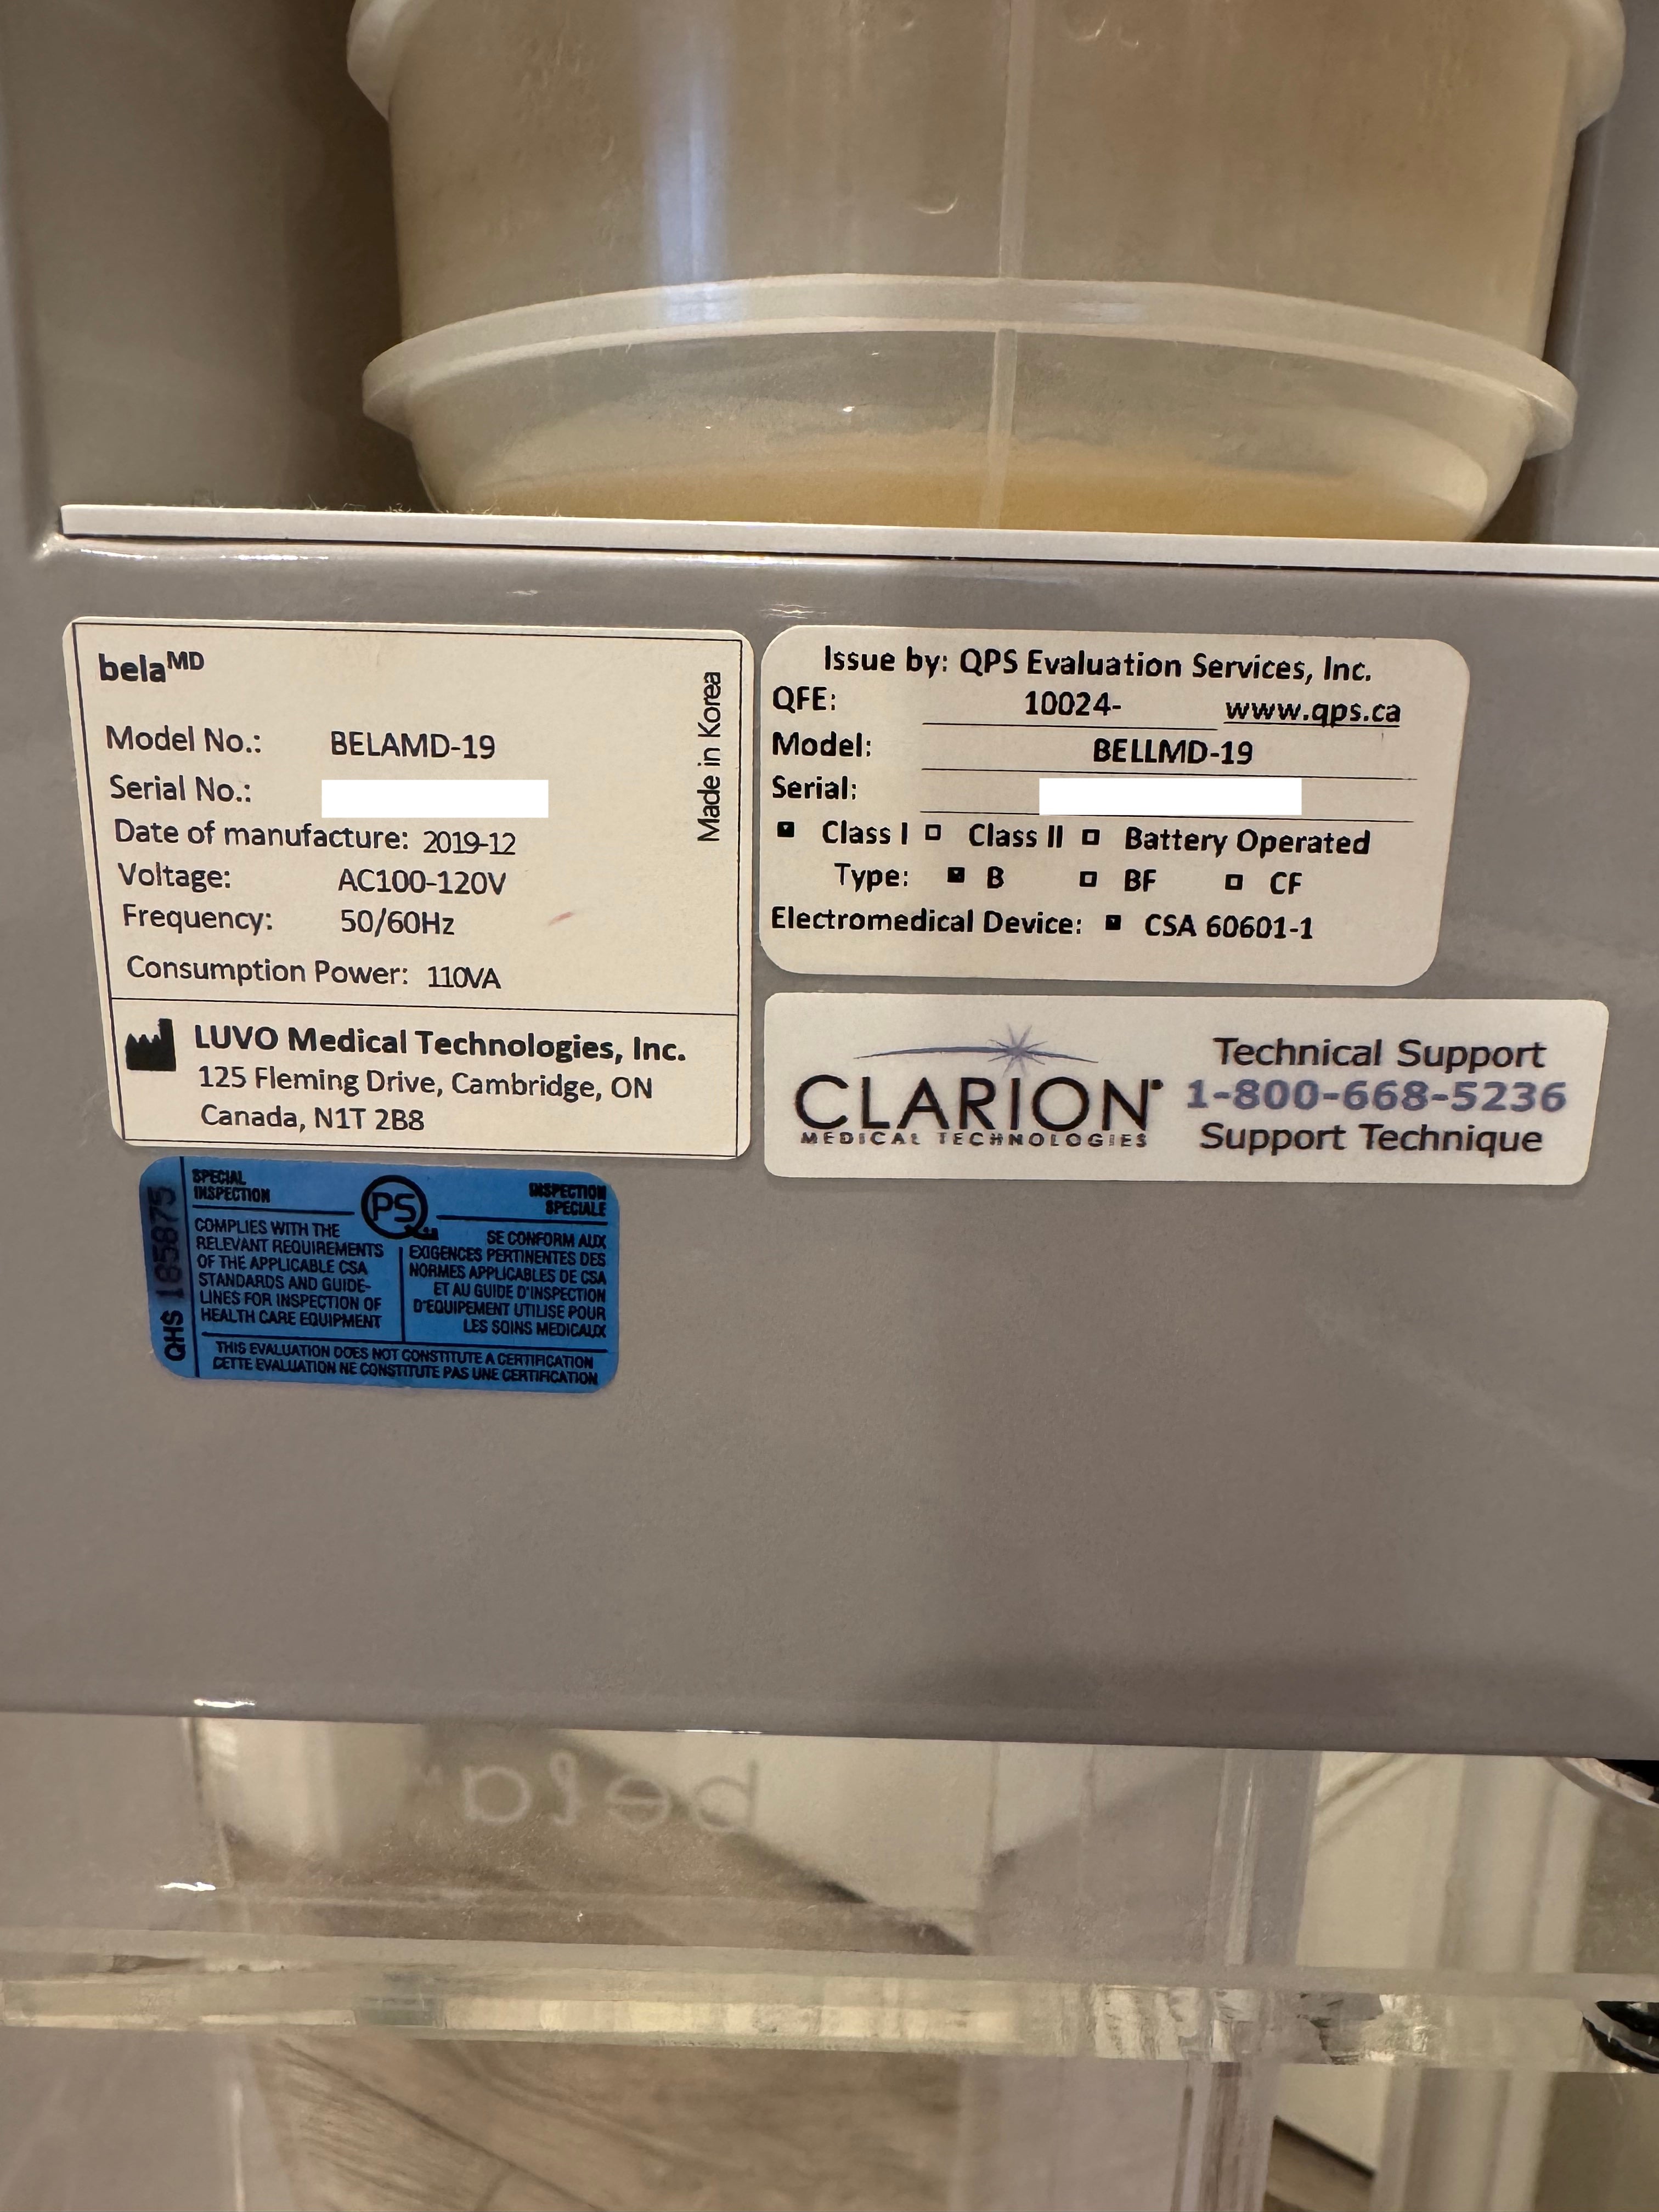 bela MD
Model No.: BELAMD-19
Serial No.:
Date of manufacture: 2019-12
Voltage: AC100-120V
Frequency: 50/60Hz
Consumption Power: 110VA
Made in Korea
LUVO Medical Technologies, Inc.
125 Fleming Drive, Cambridge, ON
Canada, N1T 2B8
Issue by: QPS Evaluation Services, Inc.
QFE: 10024- www.qps.ca
Model: BELLMD-19
Serial:
Class I Class II Battery Operated
Type: B BF CF
Electromedical Device: CSA 60601-1
CLARION
MEDICAL TECHNOLOGIES
Technical Support
1-800-668-5236
Support Technique
QHS 185875
SPECIAL
INSPECTION
QPS
INSPECTION
SPECIALE
COMPLIES WITH THE
RELEVANT REQUIREMENTS
OF THE APPLICABLE CSA
STANDARDS AND GUIDE-
LINES FOR INSPECTION OF
HEALTH CARE EQUIPMENT
SE CONFORM AUX
EXIGENCES PERTINENTES DES
NORMES APPLICABLES DE CSA
ET AU GUIDE D'INSPECTION
D'EQUIPEMENT UTILISE POUR
LES SOINS MEDICAUX
THIS EVALUATION DOES NOT CONSTITUTE A CERTIFICATION
CETTE EVALUATION NE CONSTITUTE PAS UNE CERTIFICATION
bela